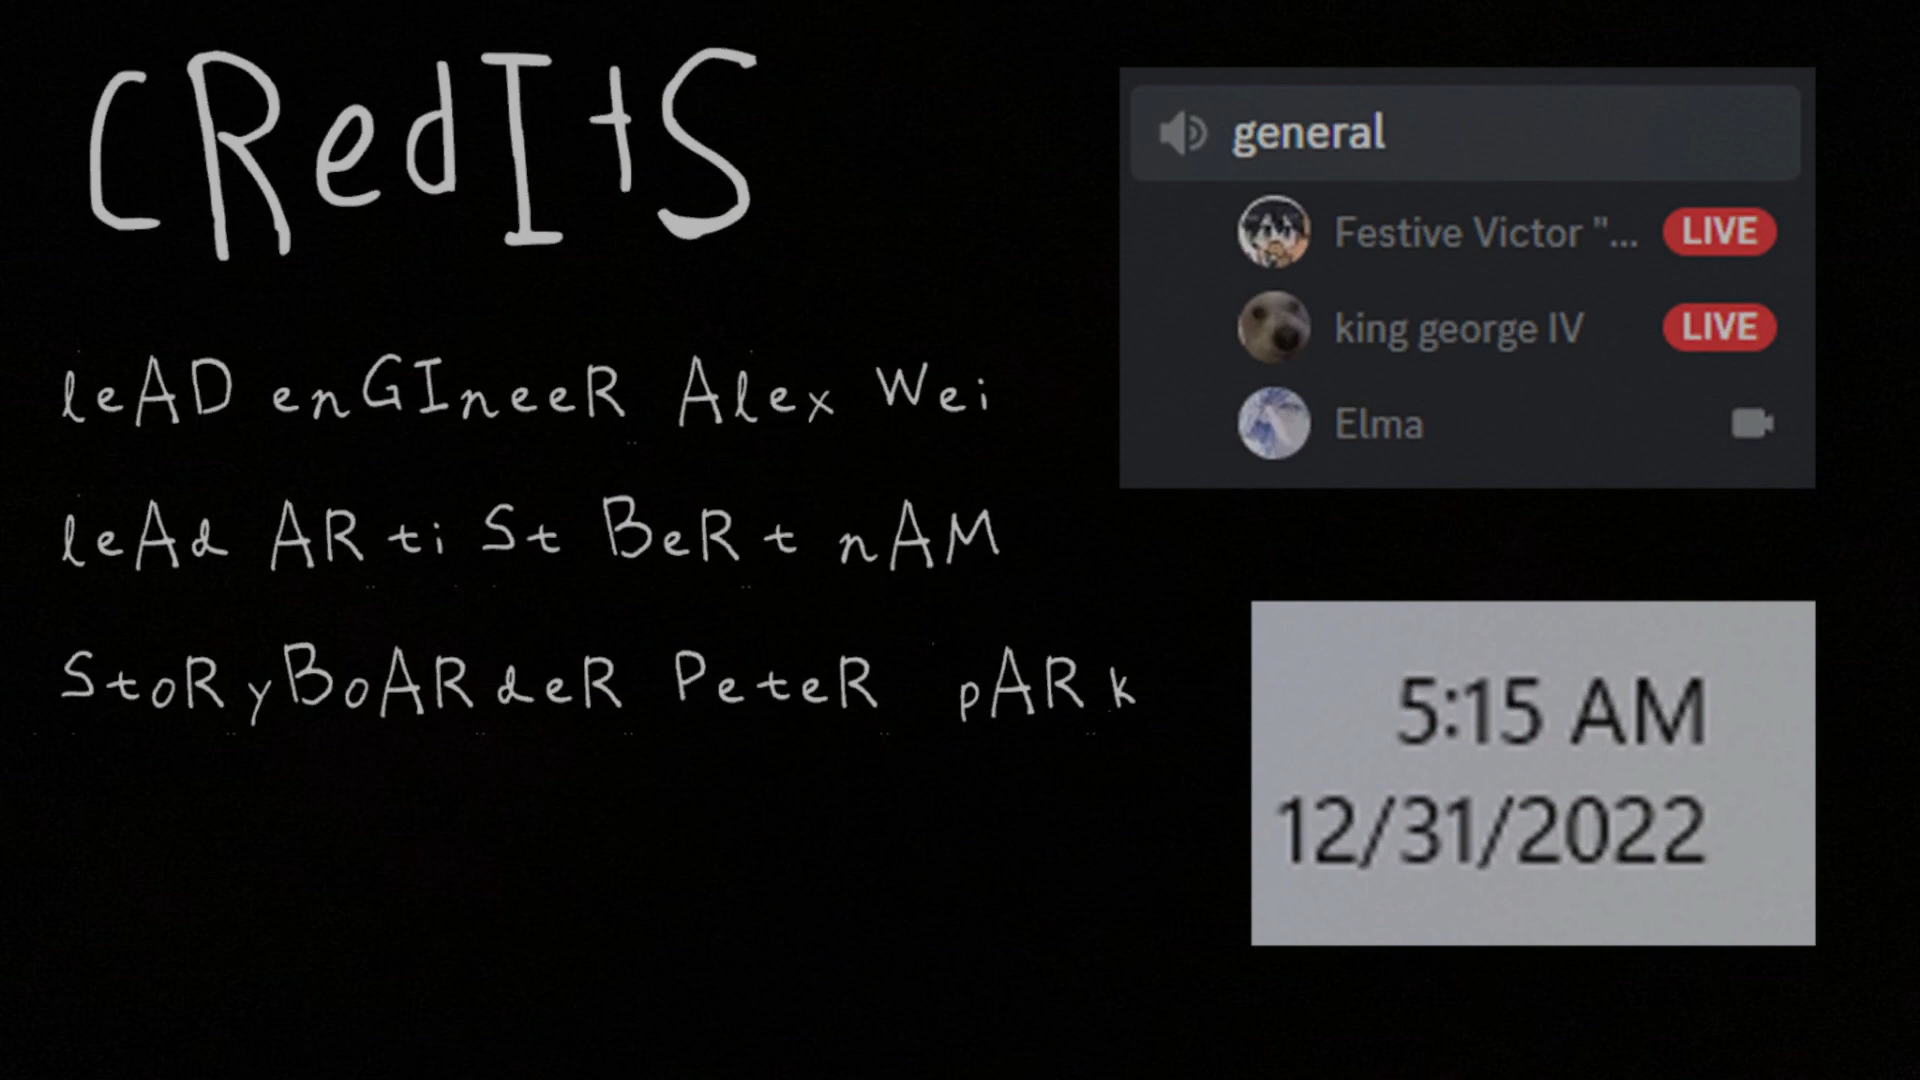 CRedItS
leAD enGIneeR Alex Wei
leAd ARtiSt BeRt nAM
StoRyBoARdeR PeteR pARk
general
Festive Victor "... LIVE
king george IV LIVE
Elma
5:15 AM
12/31/2022